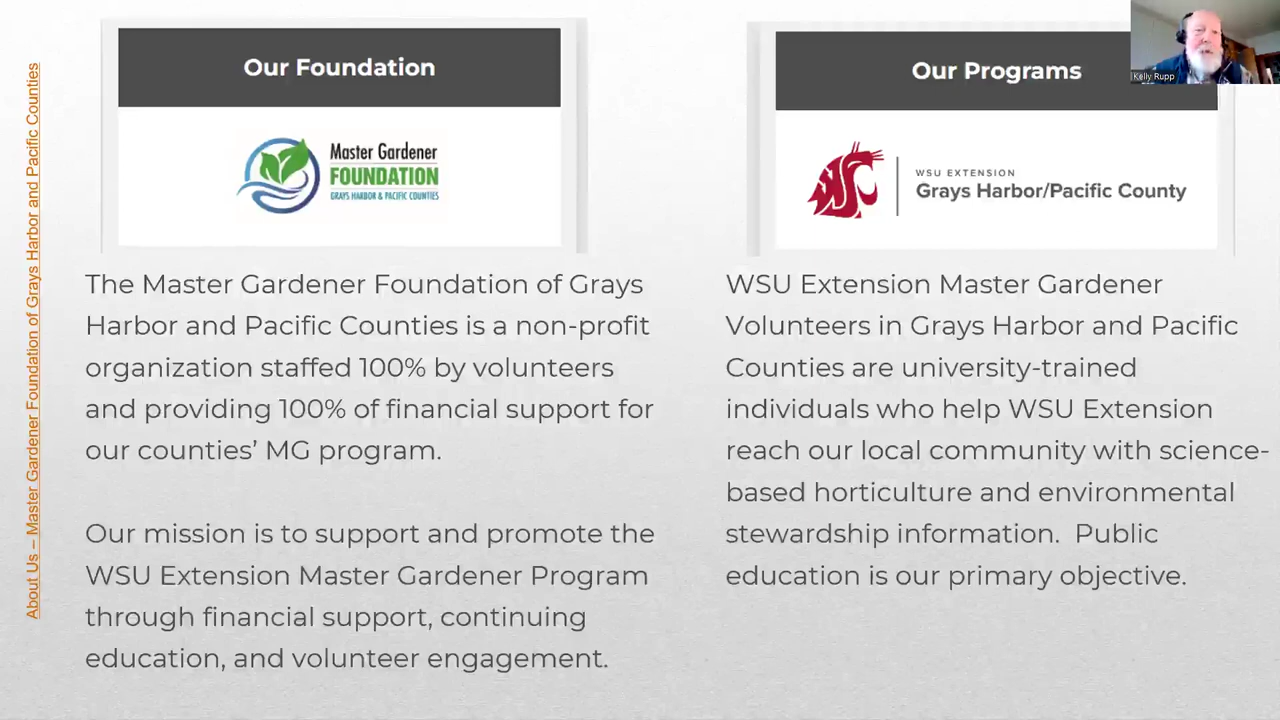 About Us – Master Gardener Foundation of Grays Harbor and Pacific Counties
Our Foundation
Master Gardener
FOUNDATION
GRAYS HARBOR & PACIFIC COUNTIES
The Master Gardener Foundation of Grays
Harbor and Pacific Counties is a non-profit
organization staffed 100% by volunteers
and providing 100% of financial support for
our counties’ MG program.
Our mission is to support and promote the
WSU Extension Master Gardener Program
through financial support, continuing
education, and volunteer engagement.
Our Programs
WSU EXTENSION
Grays Harbor/Pacific County
WSU Extension Master Gardener
Volunteers in Grays Harbor and Pacific
Counties are university-trained
individuals who help WSU Extension
reach our local community with science-
based horticulture and environmental
stewardship information.  Public
education is our primary objective.
Kelly Rupp